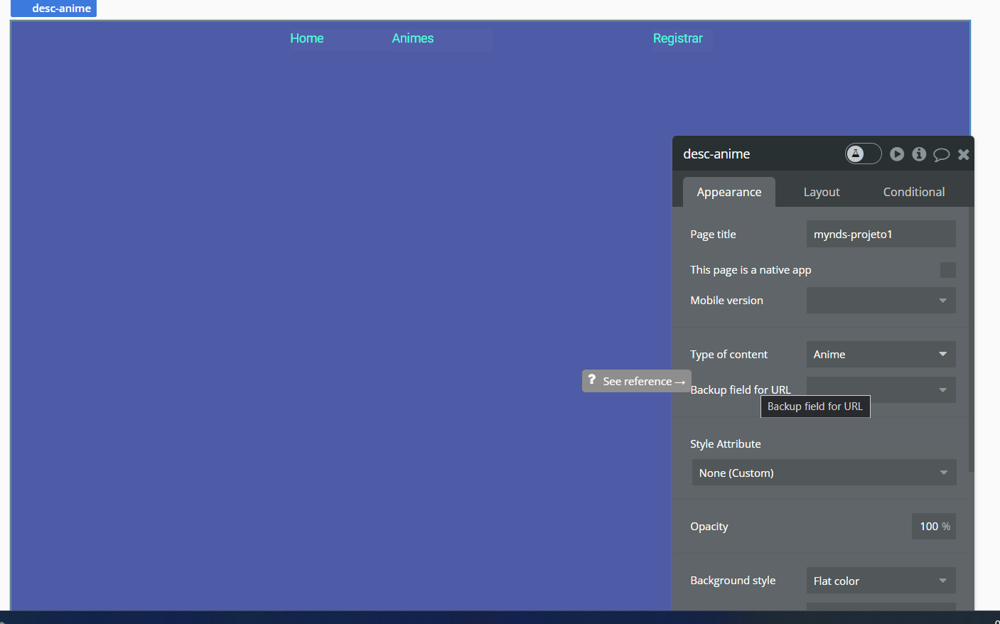 desc-anime
Home Animes Registrar
desc-anime
Appearance Layout Conditional
Page title mynds-projeto1
This page is a native app
Mobile version
Type of content Anime
? See reference →
Backup field for URL
Backup field for URL
Style Attribute
None (Custom)
Opacity 100 %
Background style Flat color